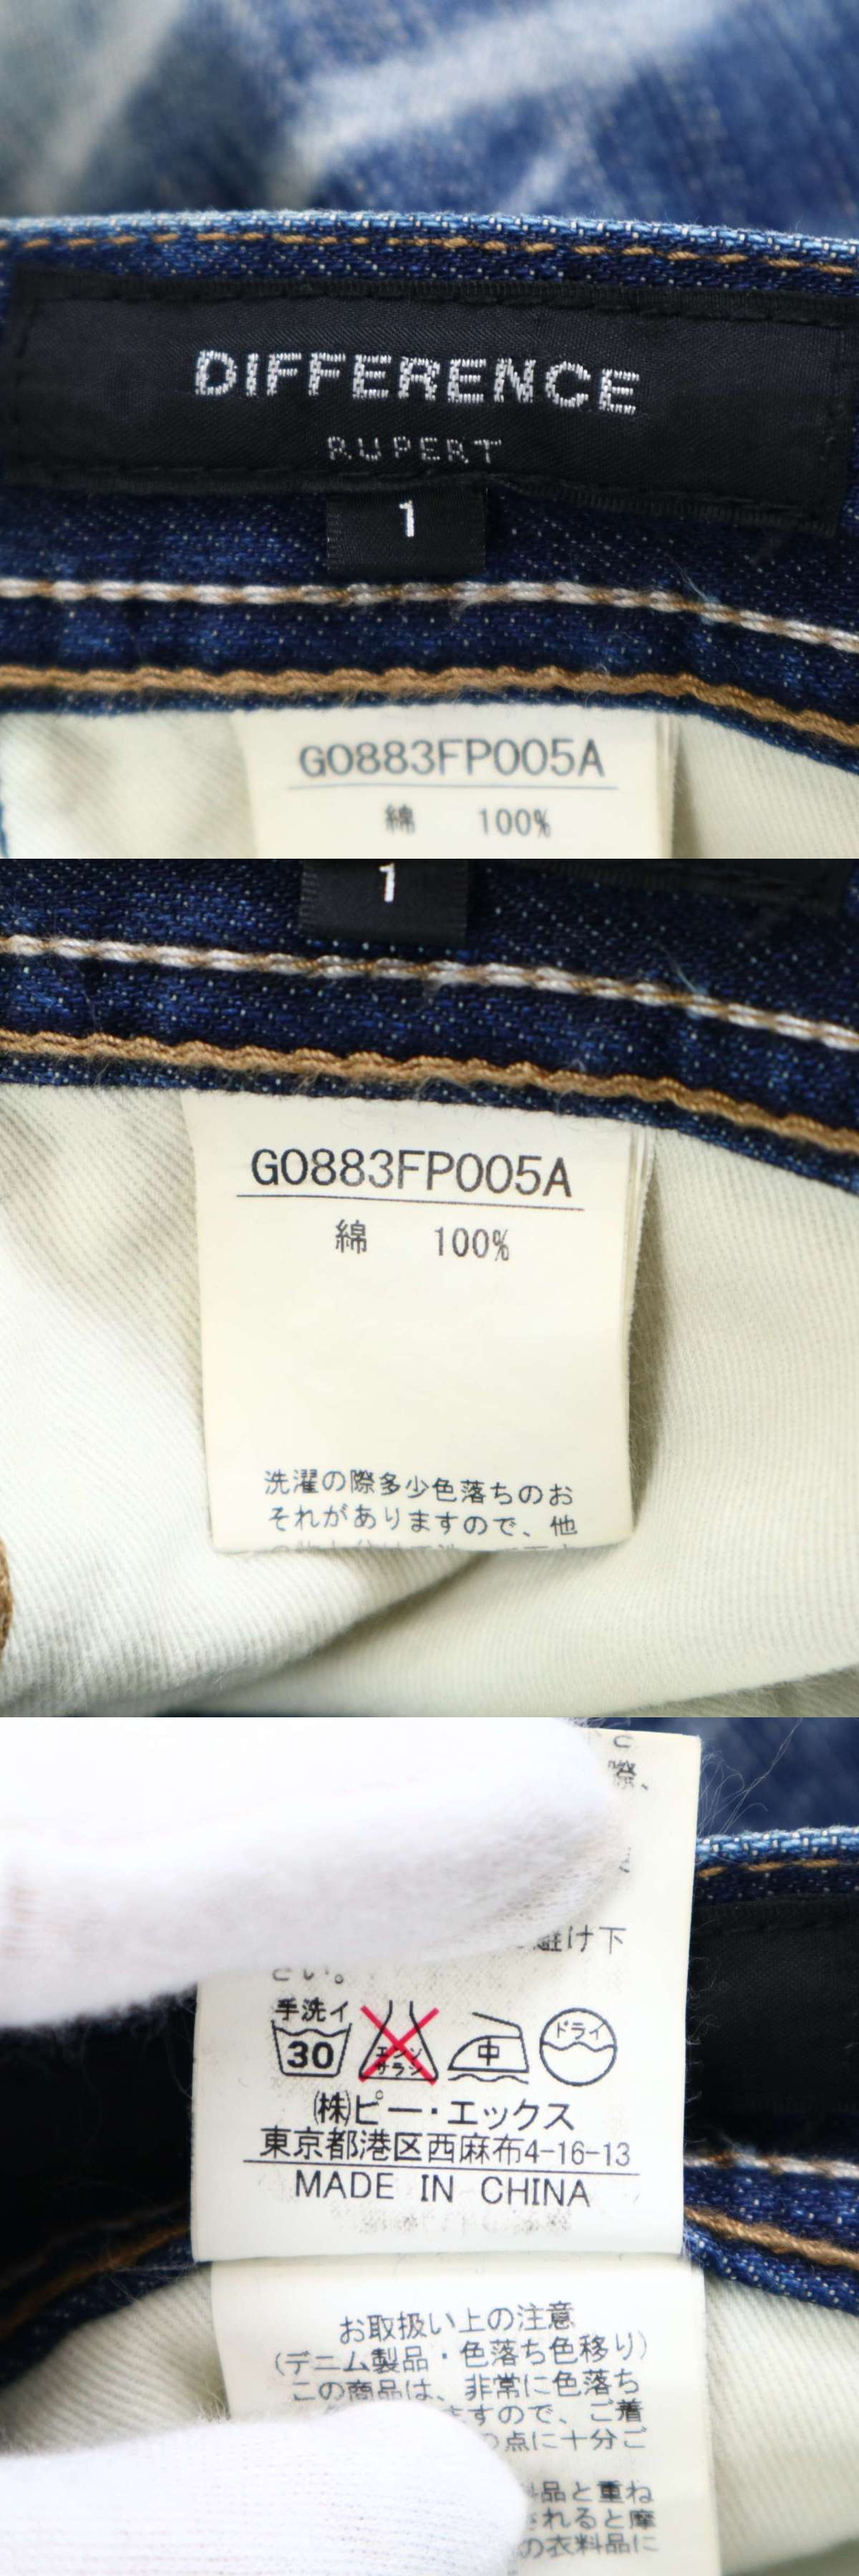 DIFFERENCE
RUPERT
1
GO883FP005A
綿 100%
1
GO883FP005A
綿 100%
洗濯の際多少色落ちのお
それがありますので、他
際、
避け下
さい。
手洗イ
30
エンソ
サラシ
中
ドライ
㈱ピー・エックス
東京都港区西麻布4-16-13
MADE IN CHINA
お取扱い上の注意
(デニム製品・色落ち色移り)
この商品は、非常に色落ち
ますので、ご着
の点に十分ご
料品と重ね
されると摩
の衣料品に